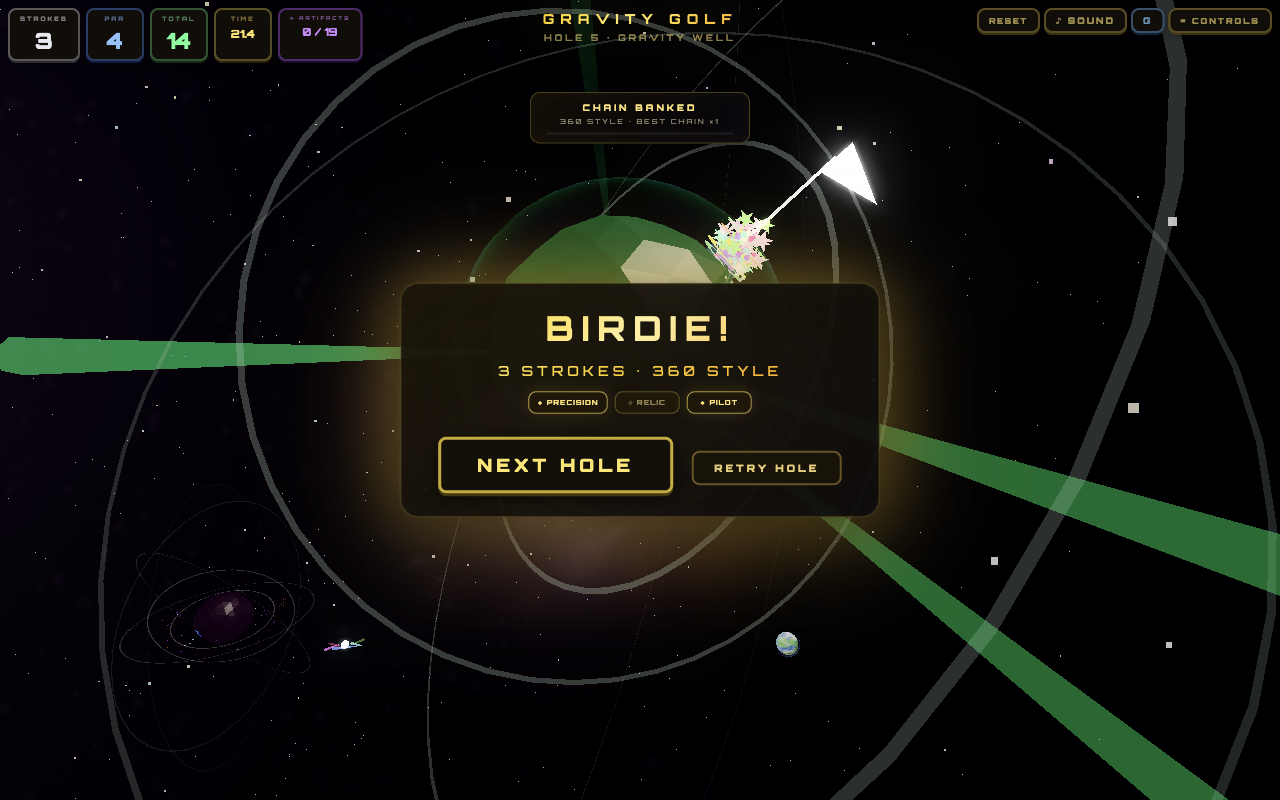 STROKES
3
PAR
4
TOTAL
14
TIME
21.4
✦ ARTIFACTS
0 / 19
GRAVITY GOLF
HOLE 5 · GRAVITY WELL
RESET
♪ SOUND
G
≡ CONTROLS
CHAIN BANKED
360 STYLE · BEST CHAIN ×1
BIRDIE!
3 STROKES · 360 STYLE
◆ PRECISION
◇ RELIC
◆ PILOT
NEXT HOLE
RETRY HOLE